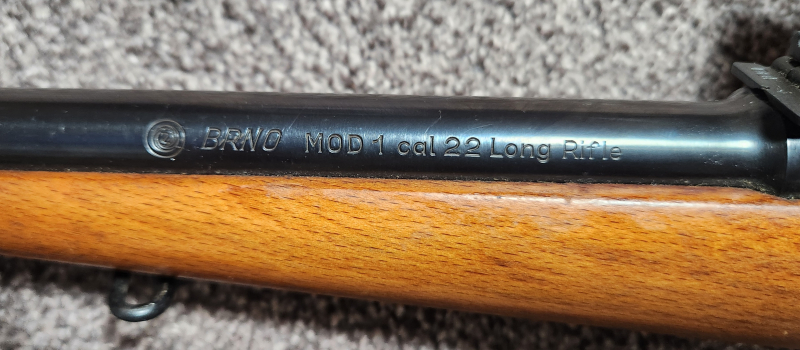 BRNO MOD 1 cal 22 Long Rifle